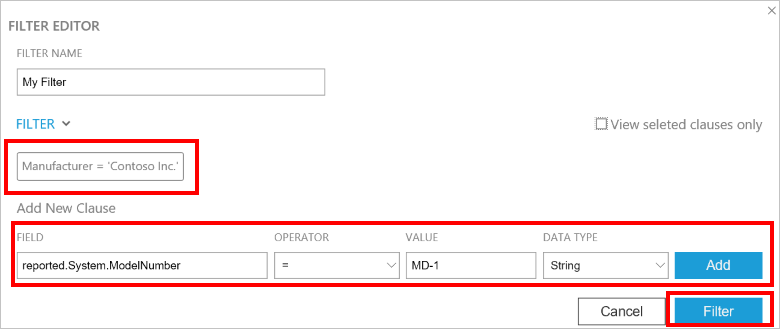 FILTER EDITOR
FILTER NAME
My Filter
FILTER
View seleted clauses only
Manufacturer = 'Contoso Inc.'
Add New Clause
FIELD OPERATOR VALUE DATA TYPE
reported.System.ModelNumber = MD-1 String Add
Cancel Filter